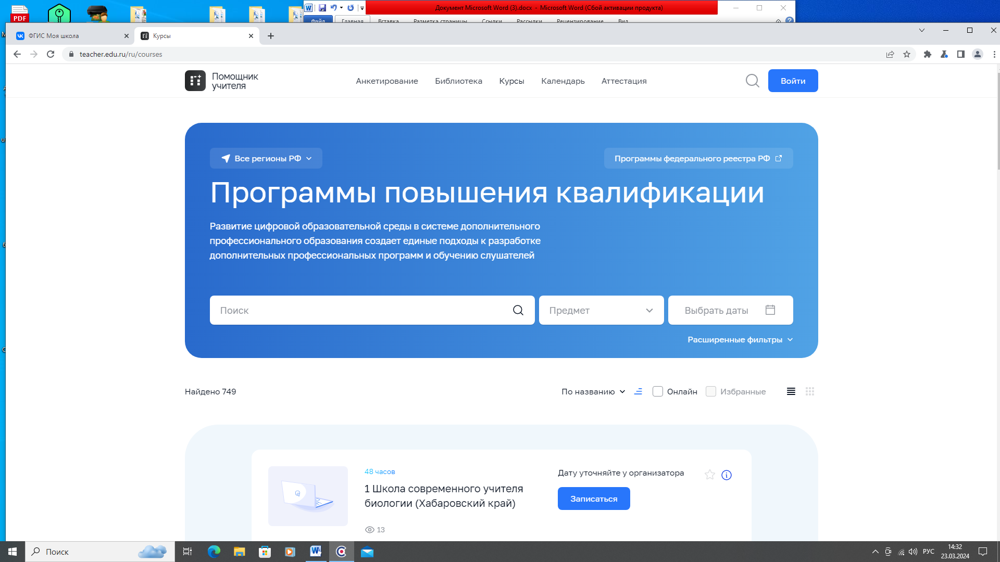 PDF
Документ Microsoft Word (3).docx - Microsoft Word (Сбой активации продукта)
Файл Главная Вставка Разметка страницы Ссылки Рассылки Рецензирование Вид
ФГИС Моя школа
Курсы
teacher.edu.ru/ru/courses
Помощник
учителя
Анкетирование Библиотека Курсы Календарь Аттестация
Войти
Все регионы РФ
Программы федерального реестра РФ
Программы повышения квалификации
Развитие цифровой образовательной среды в системе дополнительного
профессионального образования создает единые подходы к разработке
дополнительных профессиональных программ и обучению слушателей
Поиск
Предмет
Выбрать даты
Расширенные фильтры
Найдено 749
По названию
Онлайн
Избранные
48 часов
1 Школа современного учителя
биологии (Хабаровский край)
13
Дату уточняйте у организатора
Записаться
Поиск
РУС
14:32
23.03.2024